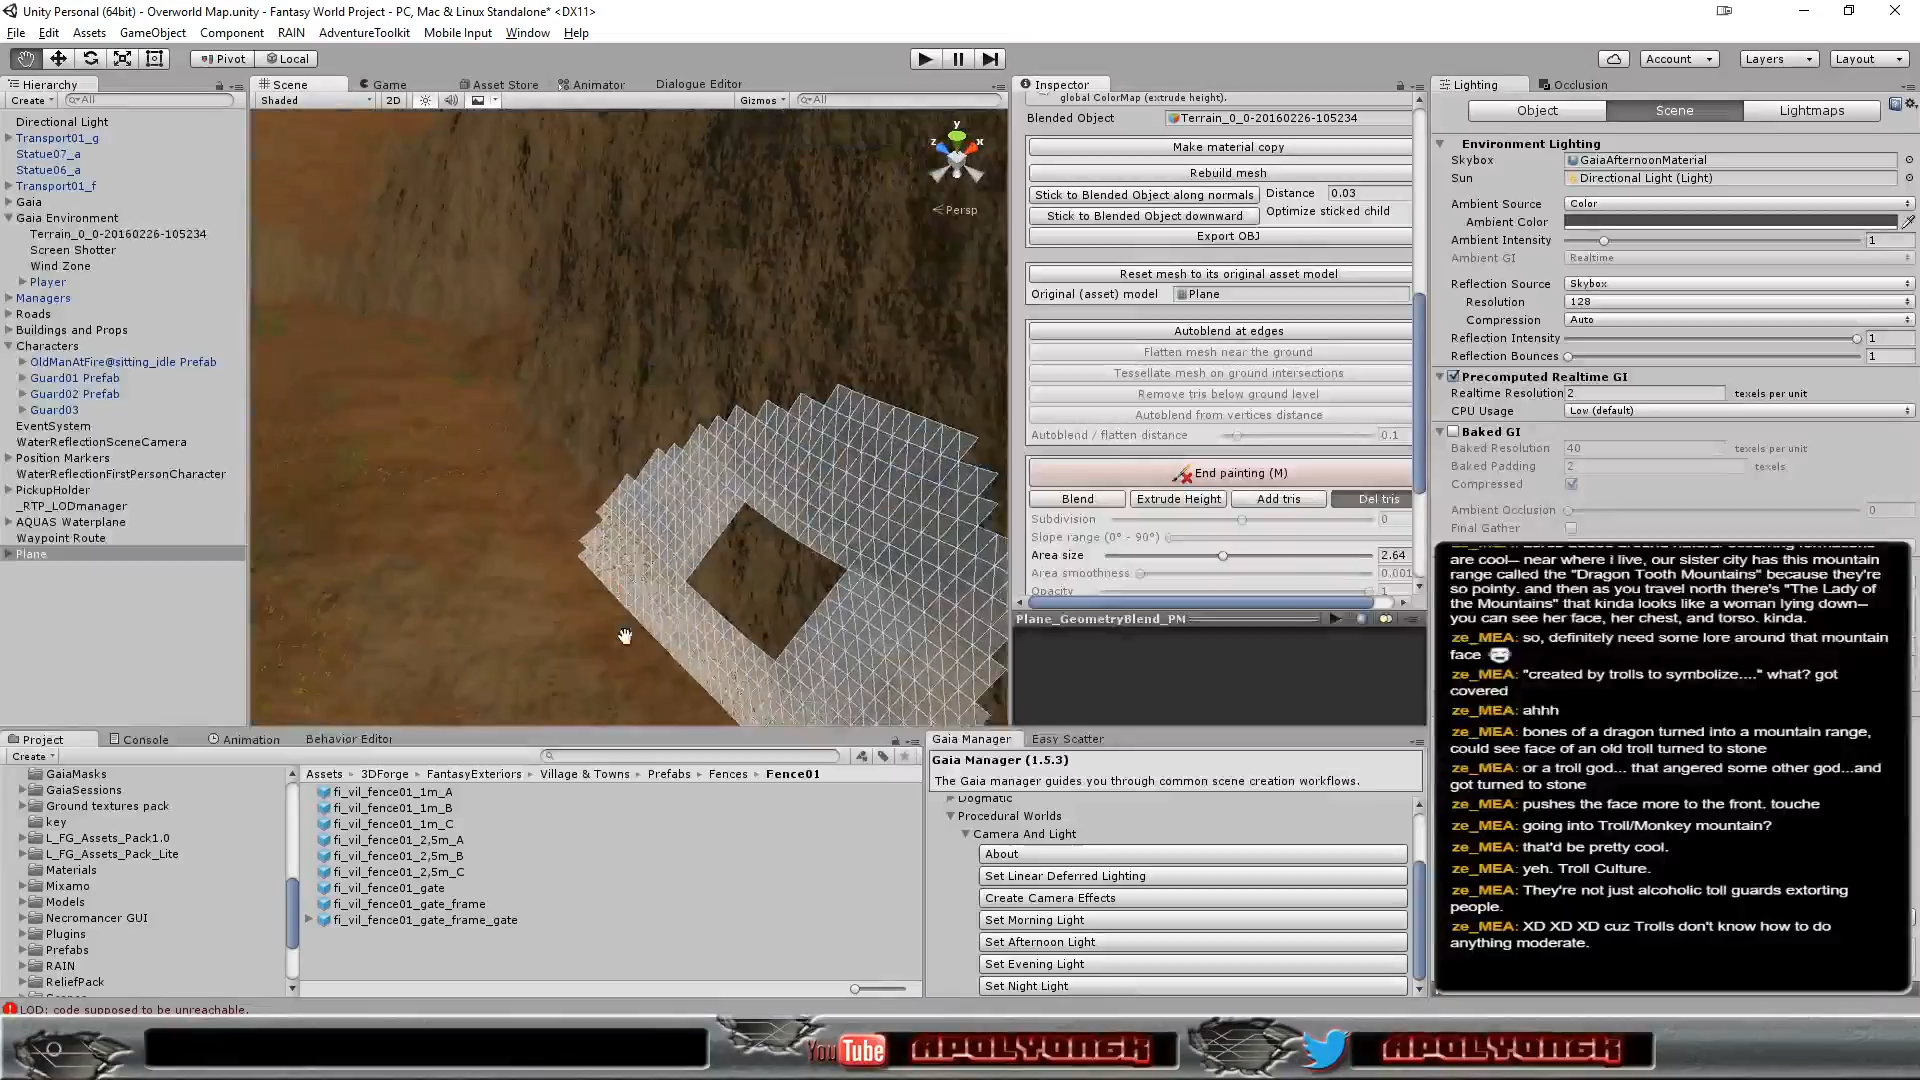 Unity Personal (64bit) - Overworld Map.unity - Fantasy World Project - PC, Mac & Linux Standalone* <DX11>
File Edit Assets GameObject Component RAIN AdventureToolkit Mobile Input Window Help
Pivot Local Account Layers Layout
Hierarchy
Create All
Directional Light
Transport01_g
Statue07_a
Statue06_a
Transport01_f
Gaia
Gaia Environment
Terrain_0_0-20160226-105234
Screen Shotter
Wind Zone
Player
Managers
Roads
Buildings and Props
Characters
OldManAtFire@sitting_idle Prefab
Guard01 Prefab
Guard02 Prefab
Guard03
EventSystem
WaterReflectionSceneCamera
Position Markers
WaterReflectionFirstPersonCharacter
PickupHolder
_RTP_LODmanager
AQUAS Waterplane
Waypoint Route
Plane
Scene Game Asset Store Animator Dialogue Editor
Shaded 2D Gizmos All
y
z x
Persp
Inspector
global ColorMap (extrude height).
Blended Object Terrain_0_0-20160226-105234
Make material copy
Rebuild mesh
Stick to Blended Object along normals Distance 0.03
Stick to Blended Object downward Optimize sticked child
Export OBJ
Reset mesh to its original asset model
Original (asset) model Plane
Autoblend at edges
Flatten mesh near the ground
Tessellate mesh on ground intersections
Remove tris below ground level
Autoblend from vertices distance
Autoblend / flatten distance 0.1
End painting (M)
Blend Extrude Height Add tris Del tris
Subdivision 0
Slope range (0° - 90°)
Area size 2.64
Area smoothness 0.001
Opacity 1
Plane_GeometryBlend_PM
Lighting Occlusion
Object Scene Lightmaps
Environment Lighting
Skybox GaiaAfternoonMaterial
Sun Directional Light (Light)
Ambient Source Color
Ambient Color
Ambient Intensity 1
Ambient GI Realtime
Reflection Source Skybox
Resolution 128
Compression Auto
Reflection Intensity 1
Reflection Bounces 1
Precomputed Realtime GI
Realtime Resolution 2 texels per unit
CPU Usage Low (default)
Baked GI
Baked Resolution 40 texels per unit
Baked Padding 2 texels
Compressed
Ambient Occlusion 0
Final Gather
are cool-- near where i live, our sister city has this mountain
range called the "Dragon Tooth Mountains" because they're
so pointy. and then as you travel north there's "The Lady of
the Mountains" that kinda looks like a woman lying down--
you can see her face, her chest, and torso. kinda.
ze_MEA: so, definitely need some lore around that mountain
face
ze_MEA: "created by trolls to symbolize...." what? got
covered
ze_MEA: ahhh
ze_MEA: bones of a dragon turned into a mountain range,
could see face of an old troll turned to stone
ze_MEA: or a troll god... that angered some other god...and
got turned to stone
ze_MEA: pushes the face more to the front. touche
ze_MEA: going into Troll/Monkey mountain?
ze_MEA: that'd be pretty cool.
ze_MEA: yeh. Troll Culture.
ze_MEA: They're not just alcoholic toll guards extorting
people.
ze_MEA: XD XD XD cuz Trolls don't know how to do
anything moderate.
Project Console Animation Behavior Editor
Create
GaiaMasks
GaiaSessions
Ground textures pack
key
L_FG_Assets_Pack1.0
L_FG_Assets_Pack_Lite
Materials
Mixamo
Models
Necromancer GUI
Plugins
Prefabs
RAIN
ReliefPack
Assets 3DForge FantasyExteriors Village & Towns Prefabs Fences Fence01
fi_vil_fence01_1m_A
fi_vil_fence01_1m_B
fi_vil_fence01_1m_C
fi_vil_fence01_2,5m_A
fi_vil_fence01_2,5m_B
fi_vil_fence01_2,5m_C
fi_vil_fence01_gate
fi_vil_fence01_gate_frame
fi_vil_fence01_gate_frame_gate
Gaia Manager Easy Scatter
Gaia Manager (1.5.3)
The Gaia manager guides you through common scene creation workflows.
Dogmatic
Procedural Worlds
Camera And Light
About
Set Linear Deferred Lighting
Create Camera Effects
Set Morning Light
Set Afternoon Light
Set Evening Light
Set Night Light
LOD: code supposed to be unreachable.
YouTube APOLYONGK APOLYONGK